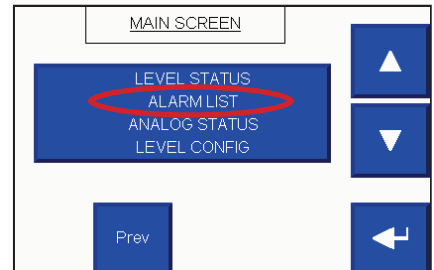 MAIN SCREEN
LEVEL STATUS
ALARM LIST
ANALOG STATUS
LEVEL CONFIG
Prev